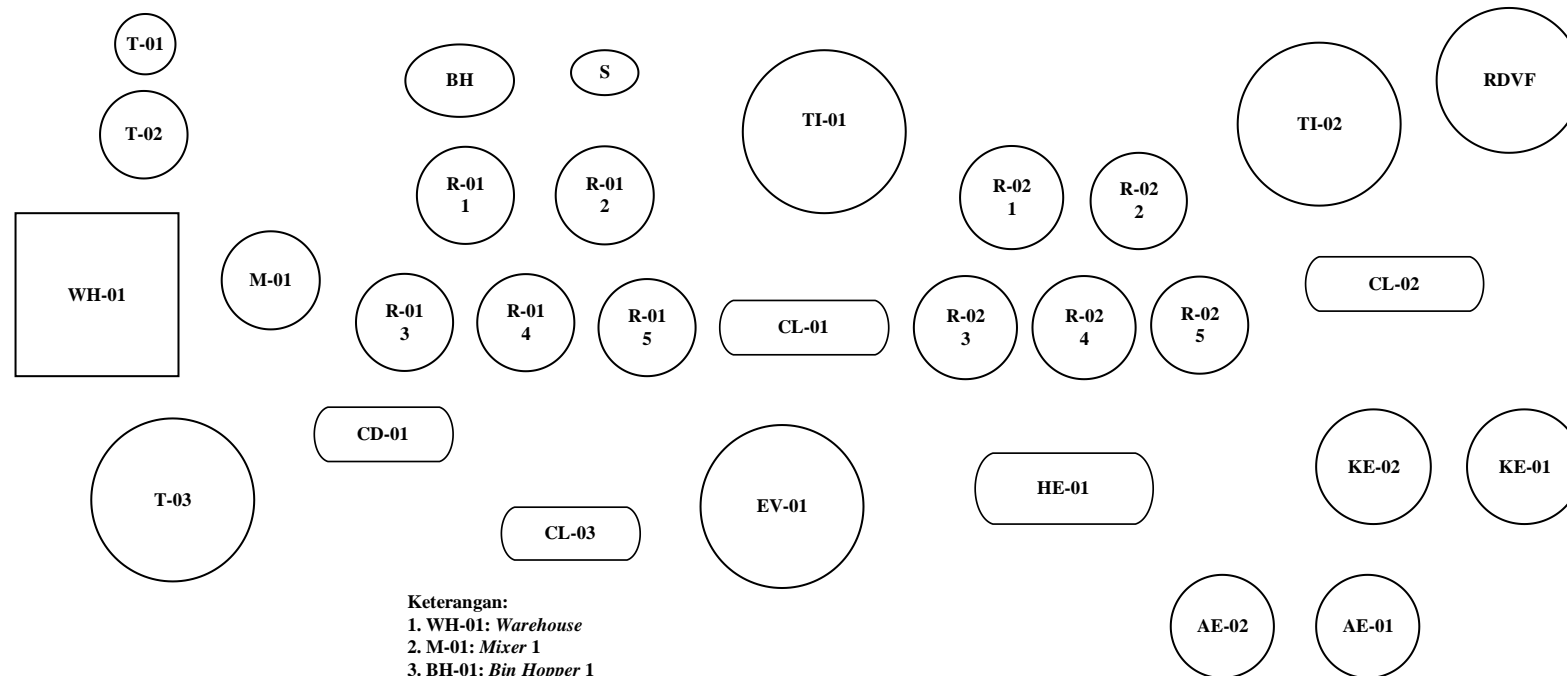 T-01
T-02
BH
S
TI-01
TI-02
RDVF
R-01
1
R-01
2
R-02
1
R-02
2
WH-01
M-01
R-01
3
R-01
4
R-01
5
CL-01
R-02
3
R-02
4
R-02
5
CL-02
CD-01
T-03
CL-03
EV-01
HE-01
KE-02
KE-01
AE-02
AE-01
Keterangan:
1. WH-01: Warehouse
2. M-01: Mixer 1
3. BH-01: Bin Hopper 1